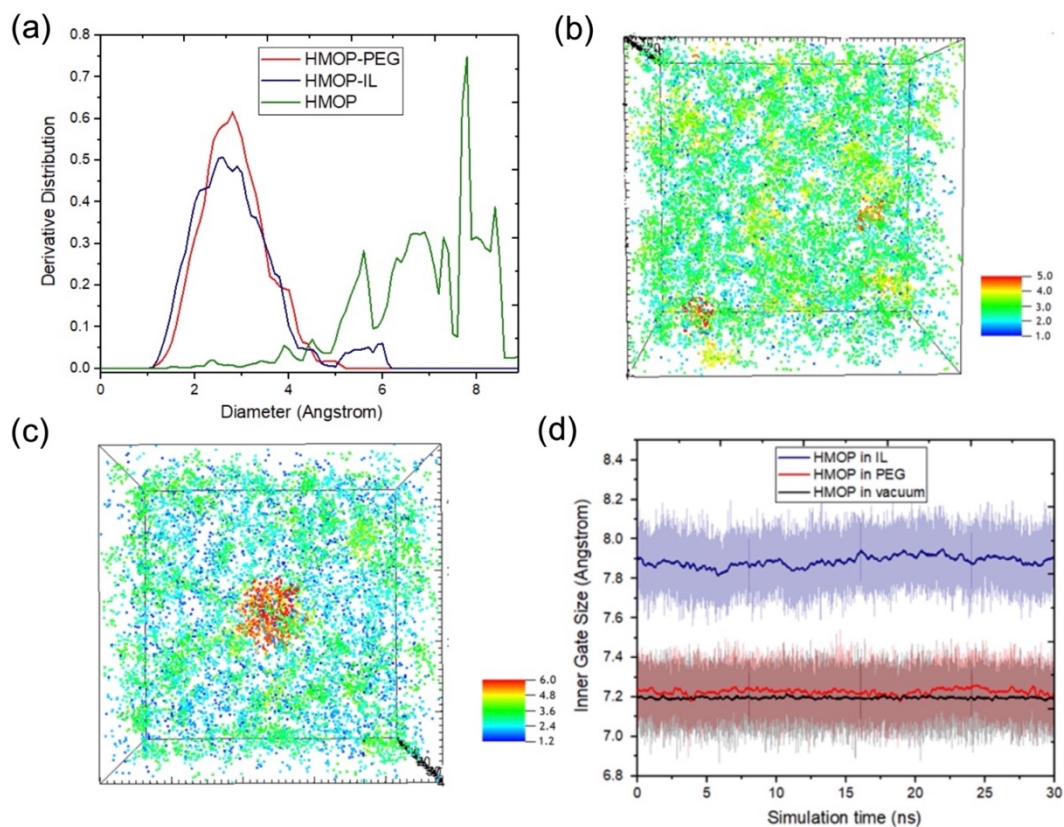 (a)
0.8
0.7
0.6
0.5
0.4
0.3
0.2
0.1
0.0
Derivative Distribution
HMOP-PEG
HMOP-IL
HMOP
0 2 4 6 8
Diameter (Angstrom)
(b)
5.0
4.0
3.0
2.0
1.0
(c)
6.0
4.8
3.6
2.4
1.2
(d)
8.4
8.2
8.0
7.8
7.6
7.4
7.2
7.0
6.8
Inner Gate Size (Angstrom)
HMOP in IL
HMOP in PEG
HMOP in vacuum
0 5 10 15 20 25 30
Simulation time (ns)